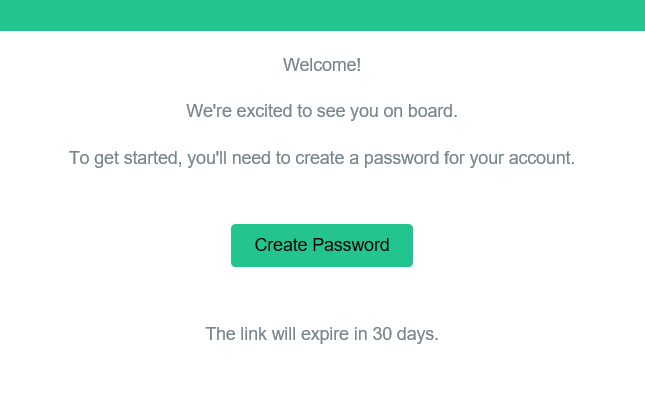 Welcome!
We're excited to see you on board.
To get started, you'll need to create a password for your account.
Create Password
The link will expire in 30 days.